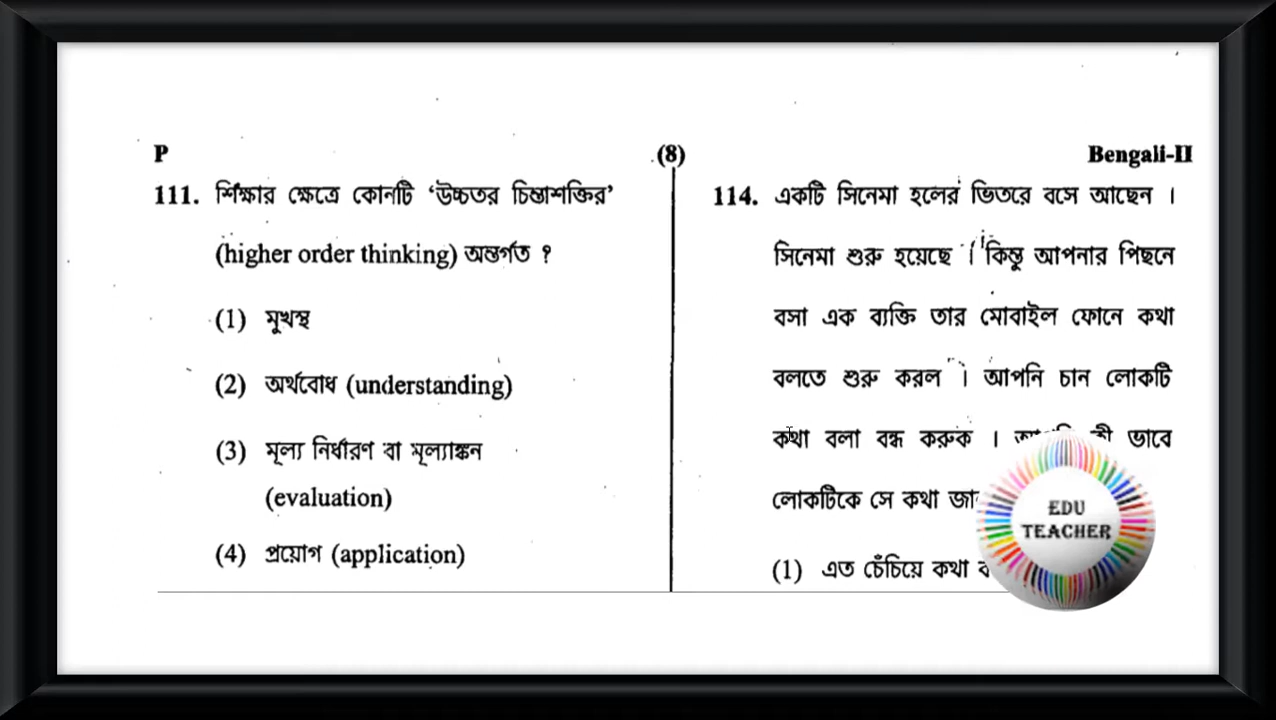 P
(8)
Bengali-II
111. শিক্ষার ক্ষেত্রে কোনটি ‘উচ্চতর চিন্তাশক্তির’
(higher order thinking) অন্তর্গত ?
(1) মুখস্থ
(2) অর্থবোধ (understanding)
(3) মূল্য নির্ধারণ বা মূল্যাঙ্কন
(evaluation)
(4) প্রয়োগ (application)
114. একটি সিনেমা হলের ভিতরে বসে আছেন ।
সিনেমা শুরু হয়েছে । কিন্তু আপনার পিছনে
বসা এক ব্যক্তি তার মোবাইল ফোনে কথা
বলতে শুরু করল । আপনি চান লোকটি
কথা বলা বন্ধ করুক । কী ভাবে
লোকটিকে সে কথা
(1) এত চেঁচিয়ে কথা
EDU
TEACHER